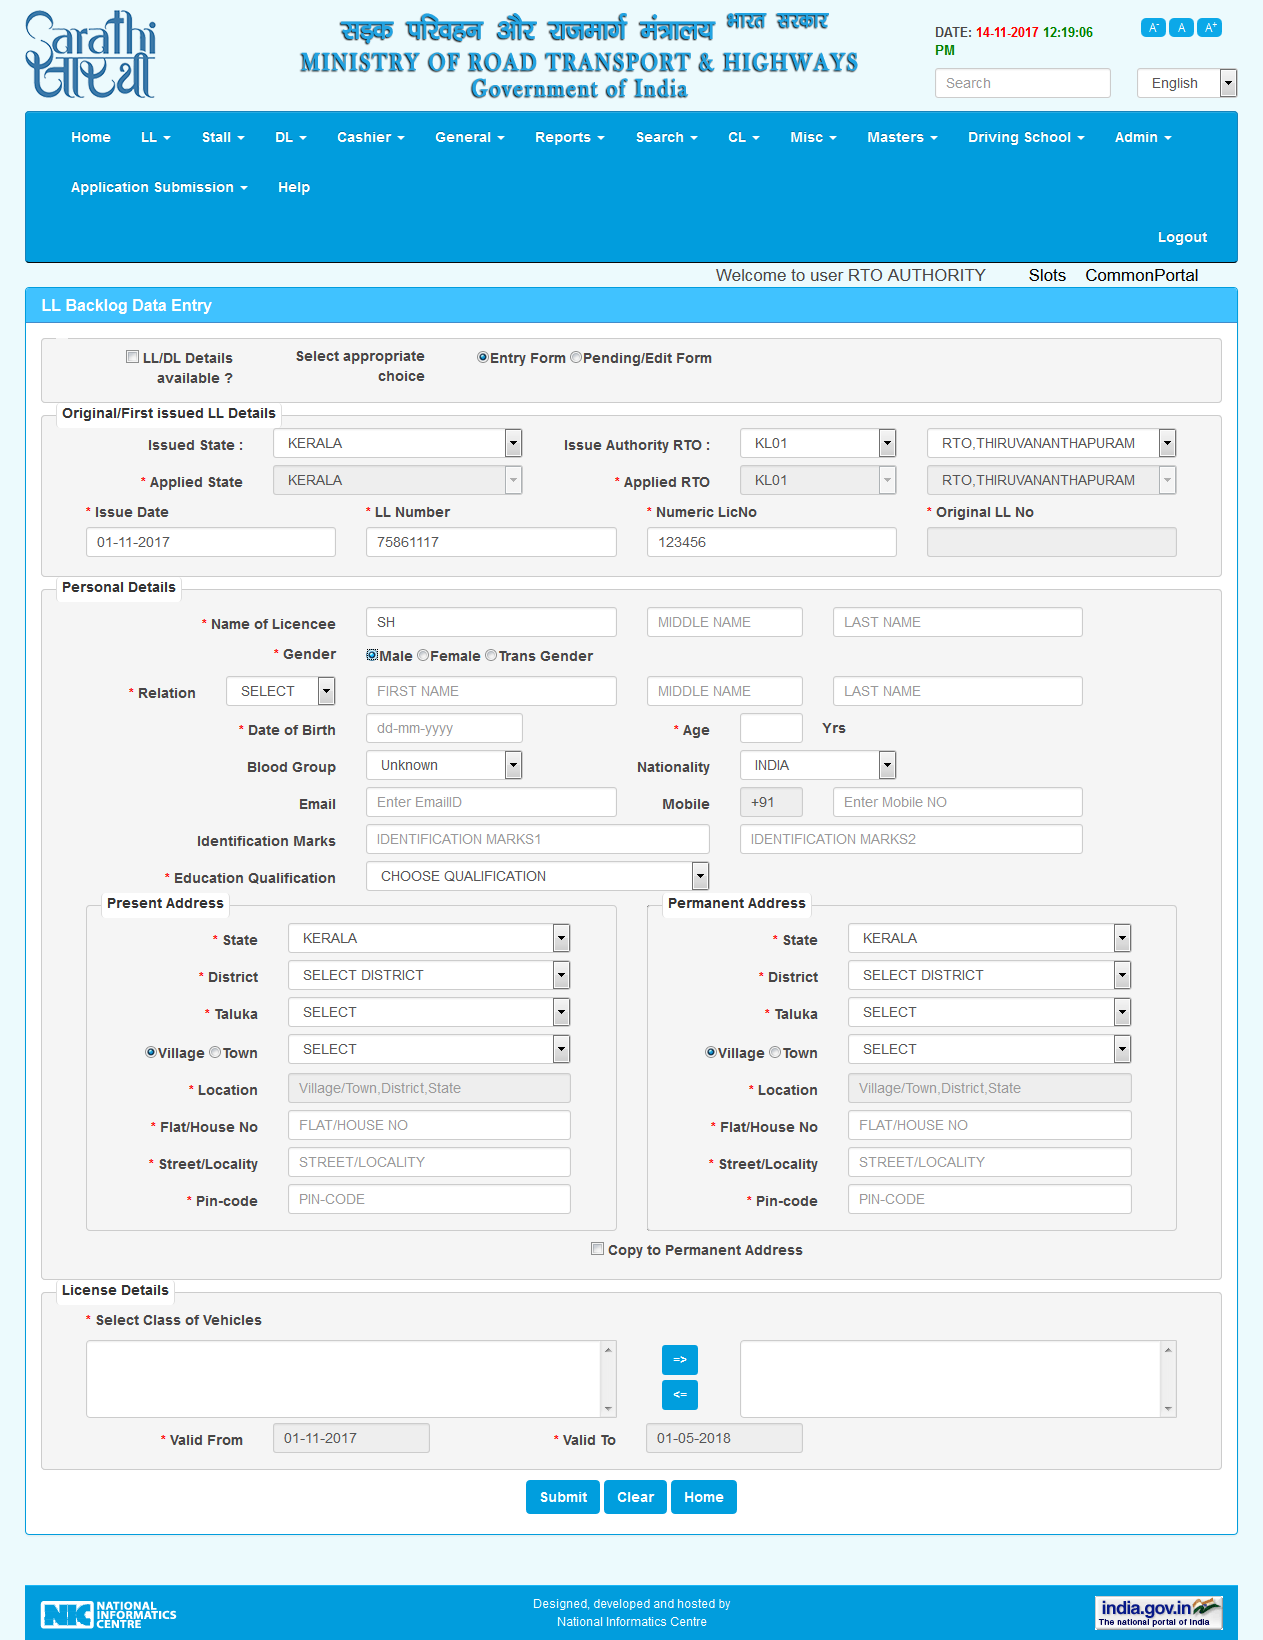 Sarathi
सारथी
सड़क परिवहन और राजमार्ग मंत्रालय भारत सरकार
MINISTRY OF ROAD TRANSPORT & HIGHWAYS
Government of India
DATE: 14-11-2017 12:19:06 PM
A- A A+
Search English
Home LL Stall DL Cashier General Reports Search CL Misc Masters Driving School Admin
Application Submission Help
Logout
Welcome to user RTO AUTHORITY Slots CommonPortal
LL Backlog Data Entry
LL/DL Details available ? Select appropriate choice Entry Form Pending/Edit Form
Original/First issued LL Details
Issued State : KERALA Issue Authority RTO : KL01 RTO,THIRUVANANTHAPURAM
* Applied State KERALA * Applied RTO KL01 RTO,THIRUVANANTHAPURAM
* Issue Date * LL Number * Numeric LicNo * Original LL No
01-11-2017 75861117 123456
Personal Details
* Name of Licencee SH MIDDLE NAME LAST NAME
* Gender Male Female Trans Gender
* Relation SELECT FIRST NAME MIDDLE NAME LAST NAME
* Date of Birth dd-mm-yyyy * Age Yrs
Blood Group Unknown Nationality INDIA
Email Enter EmailID Mobile +91 Enter Mobile NO
Identification Marks IDENTIFICATION MARKS1 IDENTIFICATION MARKS2
* Education Qualification CHOOSE QUALIFICATION
Present Address
* State KERALA
* District SELECT DISTRICT
* Taluka SELECT
Village Town SELECT
* Location Village/Town,District,State
* Flat/House No FLAT/HOUSE NO
* Street/Locality STREET/LOCALITY
* Pin-code PIN-CODE
Permanent Address
* State KERALA
* District SELECT DISTRICT
* Taluka SELECT
Village Town SELECT
* Location Village/Town,District,State
* Flat/House No FLAT/HOUSE NO
* Street/Locality STREET/LOCALITY
* Pin-code PIN-CODE
Copy to Permanent Address
License Details
* Select Class of Vehicles
=>
<=
* Valid From 01-11-2017 * Valid To 01-05-2018
Submit Clear Home
NIC NATIONAL INFORMATICS CENTRE
Designed, developed and hosted by
National Informatics Centre
india.gov.in
The national portal of India